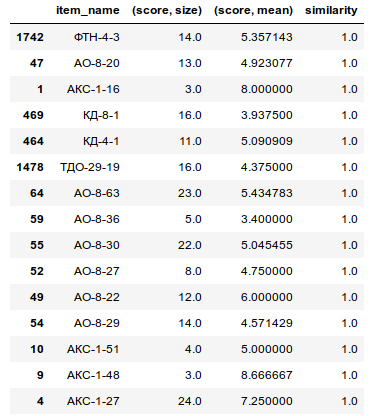 item_name (score, size) (score, mean) similarity
1742 ФТН-4-3 14.0 5.357143 1.0
47 АО-8-20 13.0 4.923077 1.0
1 АКС-1-16 3.0 8.000000 1.0
469 КД-8-1 16.0 3.937500 1.0
464 КД-4-1 11.0 5.090909 1.0
1478 ТДО-29-19 16.0 4.375000 1.0
64 АО-8-63 23.0 5.434783 1.0
59 АО-8-36 5.0 3.400000 1.0
55 АО-8-30 22.0 5.045455 1.0
52 АО-8-27 8.0 4.750000 1.0
49 АО-8-22 12.0 6.000000 1.0
54 АО-8-29 14.0 4.571429 1.0
10 АКС-1-51 4.0 5.000000 1.0
9 АКС-1-48 3.0 8.666667 1.0
4 АКС-1-27 24.0 7.250000 1.0